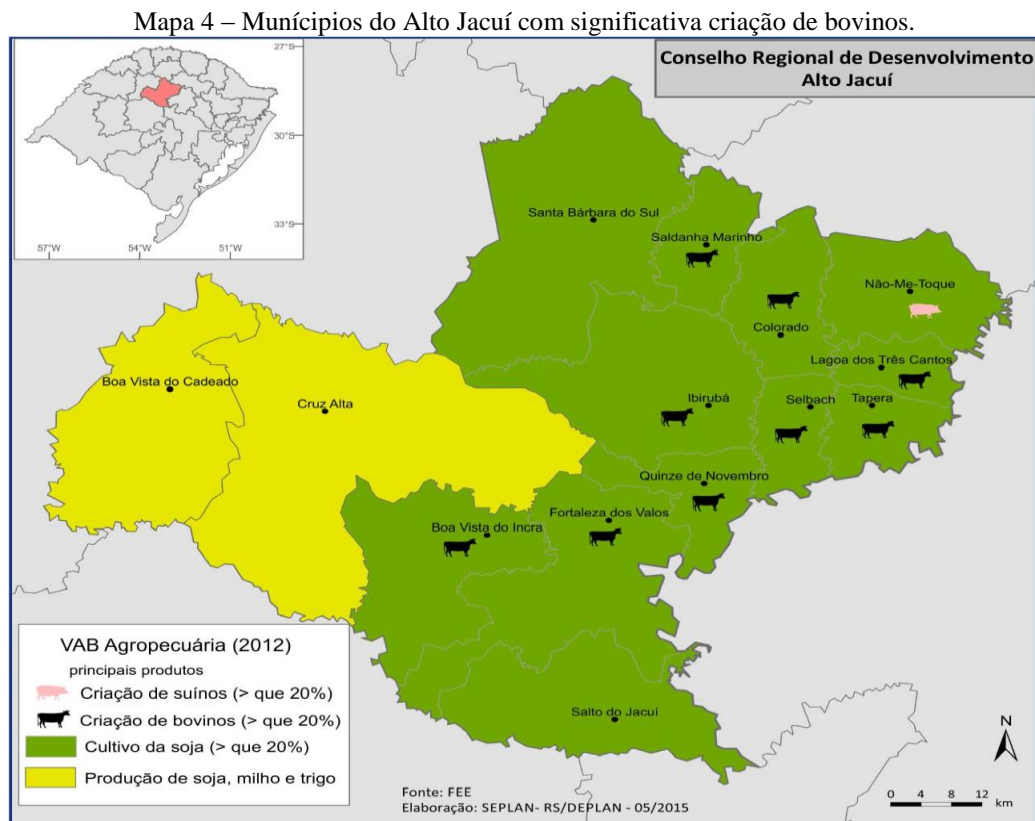 Mapa 4 – Munícipios do Alto Jacuí com significativa criação de bovinos.
27°S
30°S
33°S
57°W 54°W 51°W
Conselho Regional de Desenvolvimento
Alto Jacuí
Santa Bárbara do Sul
Saldanha Marinho
Não-Me-Toque
Colorado
Lagoa dos Três Cantos
Boa Vista do Cadeado
Cruz Alta
Ibirubá
Selbach
Tapera
Quinze de Novembro
Fortaleza dos Valos
Boa Vista do Incra
Salto do Jacuí
VAB Agropecuária (2012)
principais produtos
Criação de suínos (> que 20%)
Criação de bovinos (> que 20%)
Cultivo da soja (> que 20%)
Produção de soja, milho e trigo
Fonte: FEE
Elaboração: SEPLAN- RS/DEPLAN - 05/2015
N
0 4 8 12
km